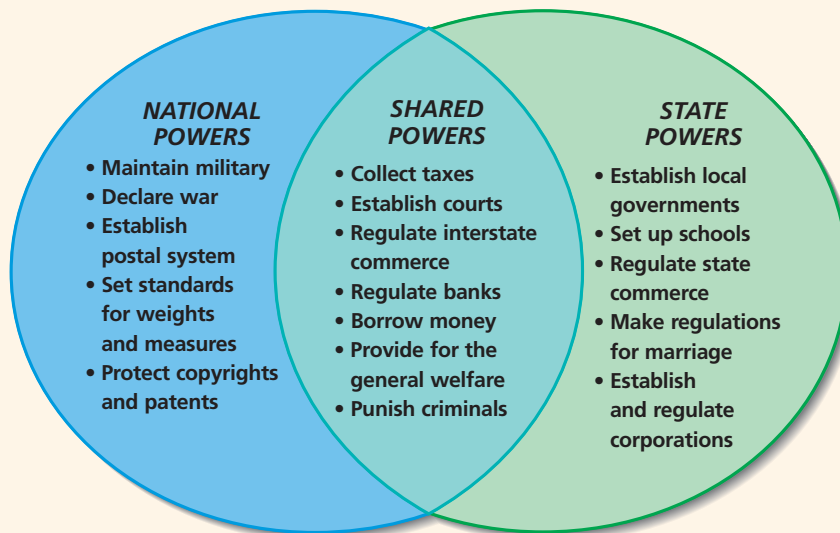 NATIONAL
POWERS
• Maintain military
• Declare war
• Establish
postal system
• Set standards
for weights
and measures
• Protect copyrights
and patents
SHARED
POWERS
• Collect taxes
• Establish courts
• Regulate interstate
commerce
• Regulate banks
• Borrow money
• Provide for the
general welfare
• Punish criminals
STATE
POWERS
• Establish local
governments
• Set up schools
• Regulate state
commerce
• Make regulations
for marriage
• Establish
and regulate
corporations